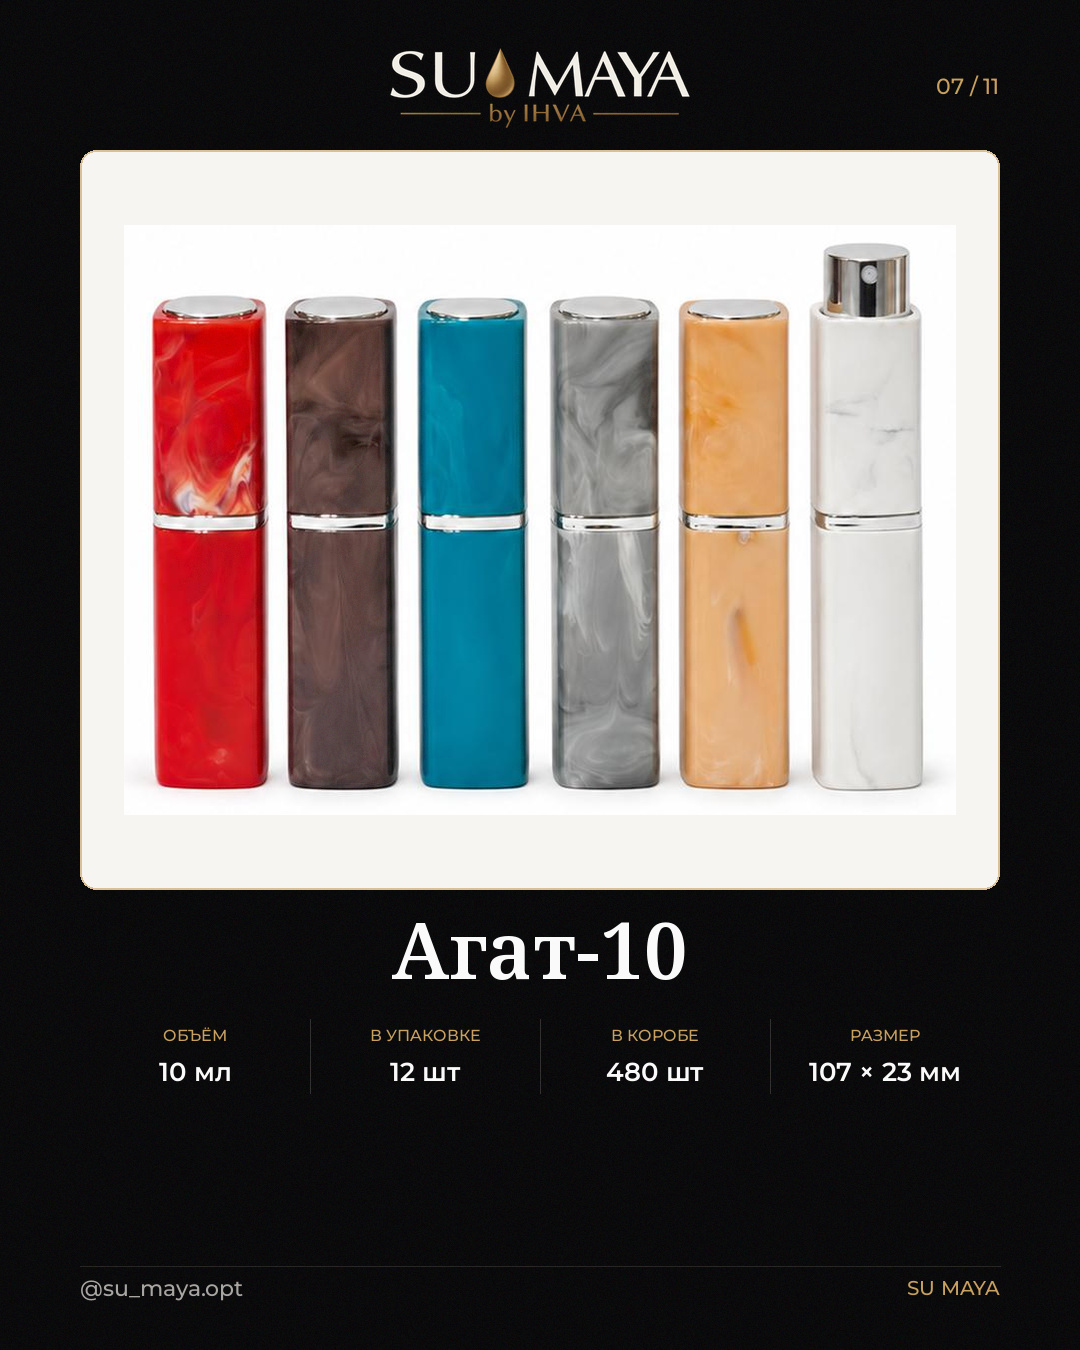 SU MAYA
by IHVA
07 / 11
Агат-10
ОБЪЁМ
10 мл
В УПАКОВКЕ
12 шт
В КОРОБЕ
480 шт
РАЗМЕР
107 × 23 мм
@su_maya.opt
SU MAYA